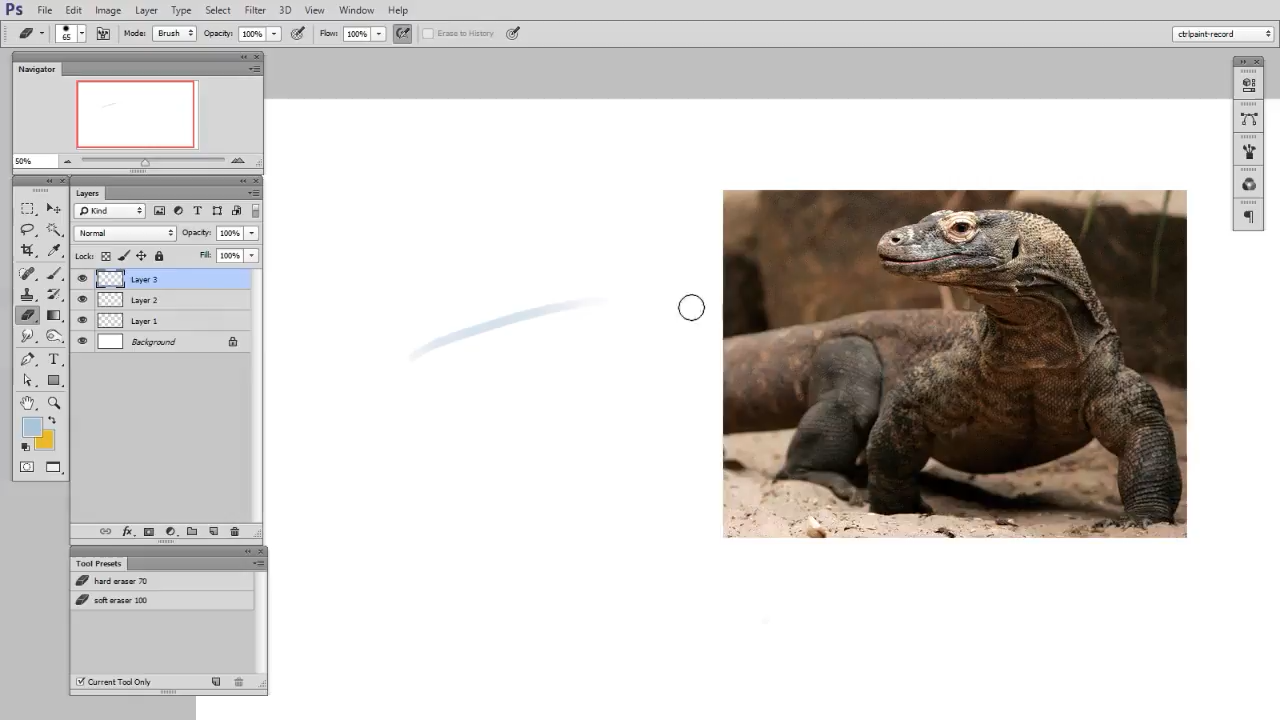 Ps File Edit Image Layer Type Select Filter 3D View Window Help
65 Mode: Brush Opacity: 100% Flow: 100% Erase to History ctrlpaint-record
Navigator
50%
Layers
Kind T
Normal Opacity: 100%
Lock: Fill: 100%
Layer 3
Layer 2
Layer 1
Background
T
fx
Tool Presets
hard eraser 70
soft eraser 100
Current Tool Only